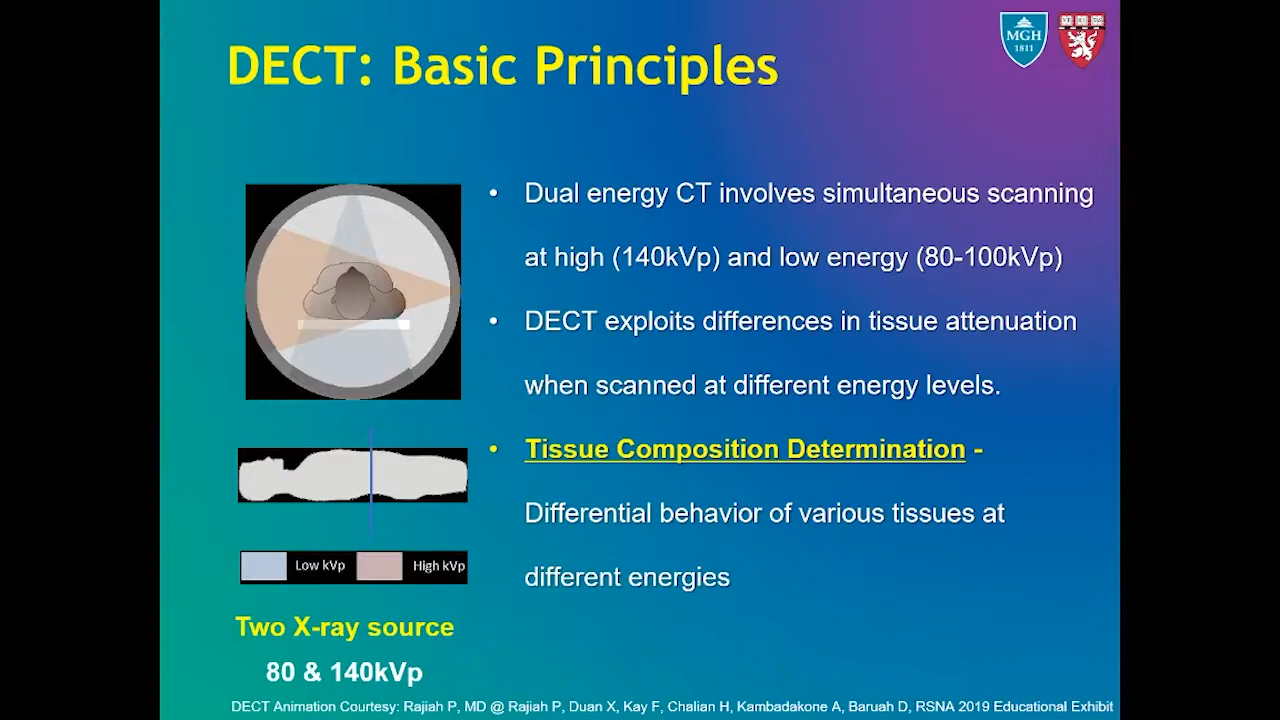 DECT: Basic Principles
MGH
1811
• Dual energy CT involves simultaneous scanning
at high (140kVp) and low energy (80-100kVp)
• DECT exploits differences in tissue attenuation
when scanned at different energy levels.
• Tissue Composition Determination -
Differential behavior of various tissues at
different energies
Low kVp High kVp
Two X-ray source
80 & 140kVp
DECT Animation Courtesy: Rajiah P, MD @ Rajiah P, Duan X, Kay F, Chalian H, Kambadakone A, Baruah D, RSNA 2019 Educational Exhibit